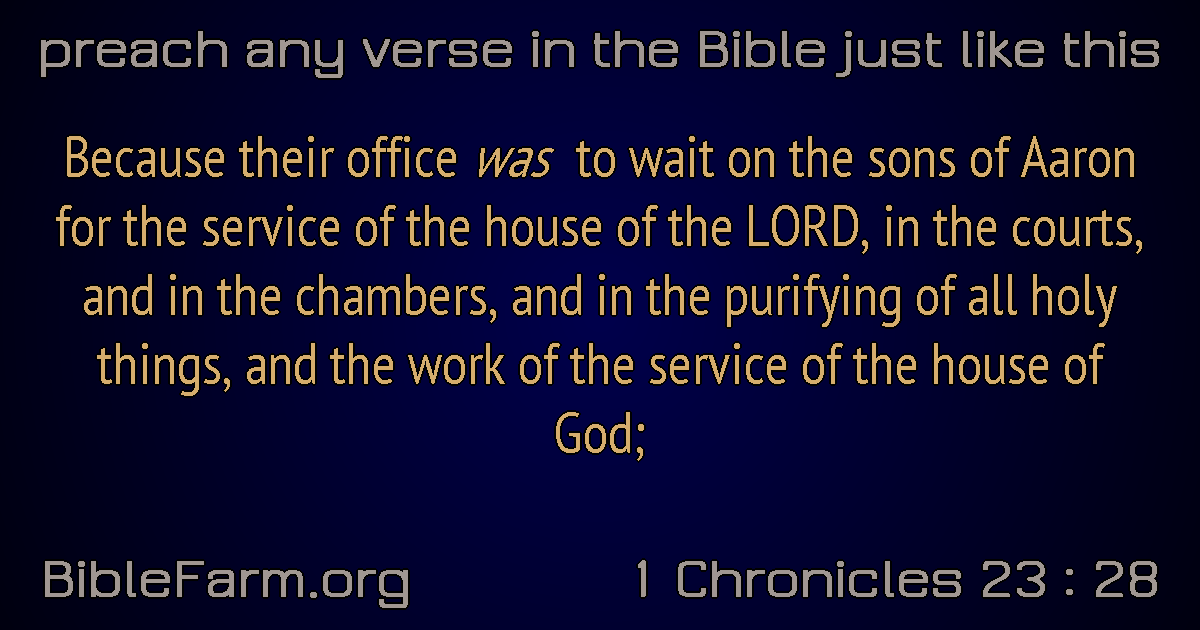 preach any verse in the Bible just like this
Because their office was to wait on the sons of Aaron
for the service of the house of the LORD, in the courts,
and in the chambers, and in the purifying of all holy
things, and the work of the service of the house of
God;
BibleFarm.org
1 Chronicles 23 : 28